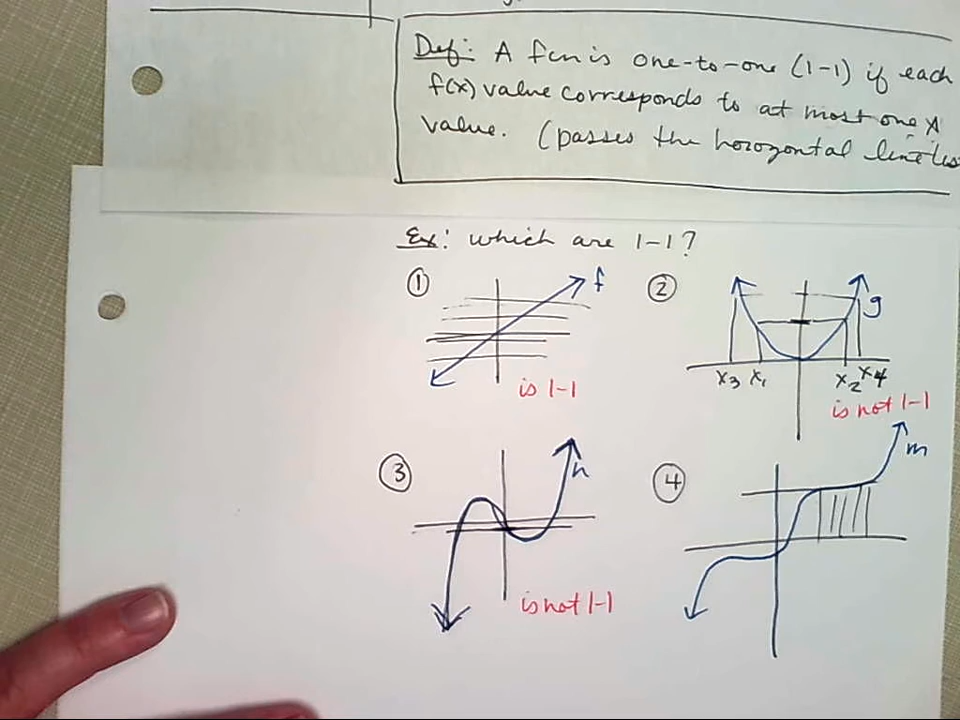 Def: A fcn is one-to-one (1-1) if each
f(x) value corresponds to at most one x
value. (passes the horozontal line tes
Ex: which are 1-1?
① f
is 1-1
② g
x3 x1 x2 x4
is not 1-1
③ h
is not 1-1
④ m